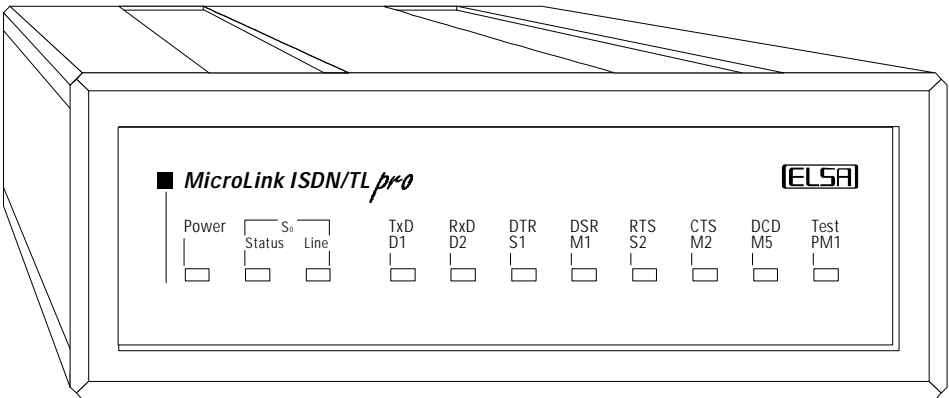 MicroLink ISDN/TL pro
ELSA
Power S0 TxD RxD DTR DSR RTS CTS DCD Test
Status Line D1 D2 S1 M1 S2 M2 M5 PM1